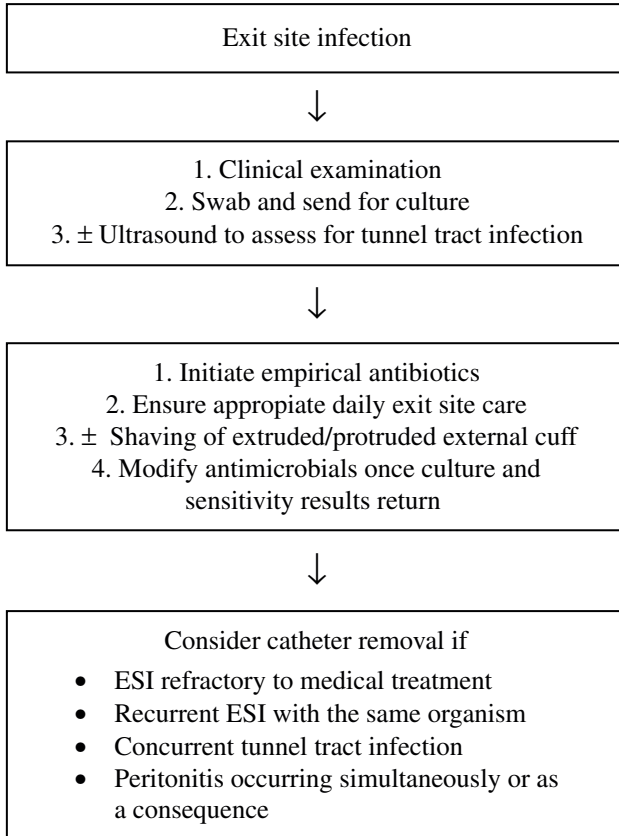 Exit site infection
↓
1. Clinical examination
2. Swab and send for culture
3. ± Ultrasound to assess for tunnel tract infection
↓
1. Initiate empirical antibiotics
2. Ensure appropiate daily exit site care
3. ± Shaving of extruded/protruded external cuff
4. Modify antimicrobials once culture and
sensitivity results return
↓
Consider catheter removal if
• ESI refractory to medical treatment
• Recurrent ESI with the same organism
• Concurrent tunnel tract infection
• Peritonitis occurring simultaneously or as
a consequence